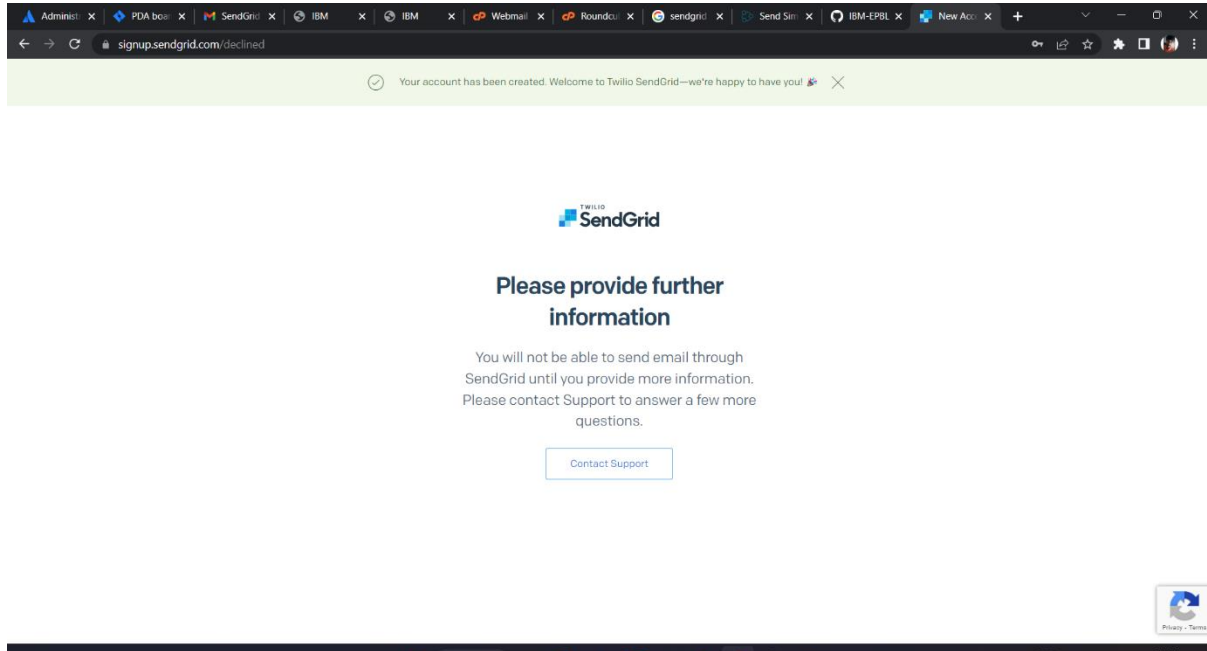 Administ
PDA boar
SendGrid
IBM
IBM
Webmail
Roundcu
sendgrid
Send Sim
IBM-EPBL
New Acc
signup.sendgrid.com/declined
Your account has been created. Welcome to Twilio SendGrid—we're happy to have you! 🎉
TWILIO
SendGrid
Please provide further
information
You will not be able to send email through
SendGrid until you provide more information.
Please contact Support to answer a few more
questions.
Contact Support
Privacy - Terms